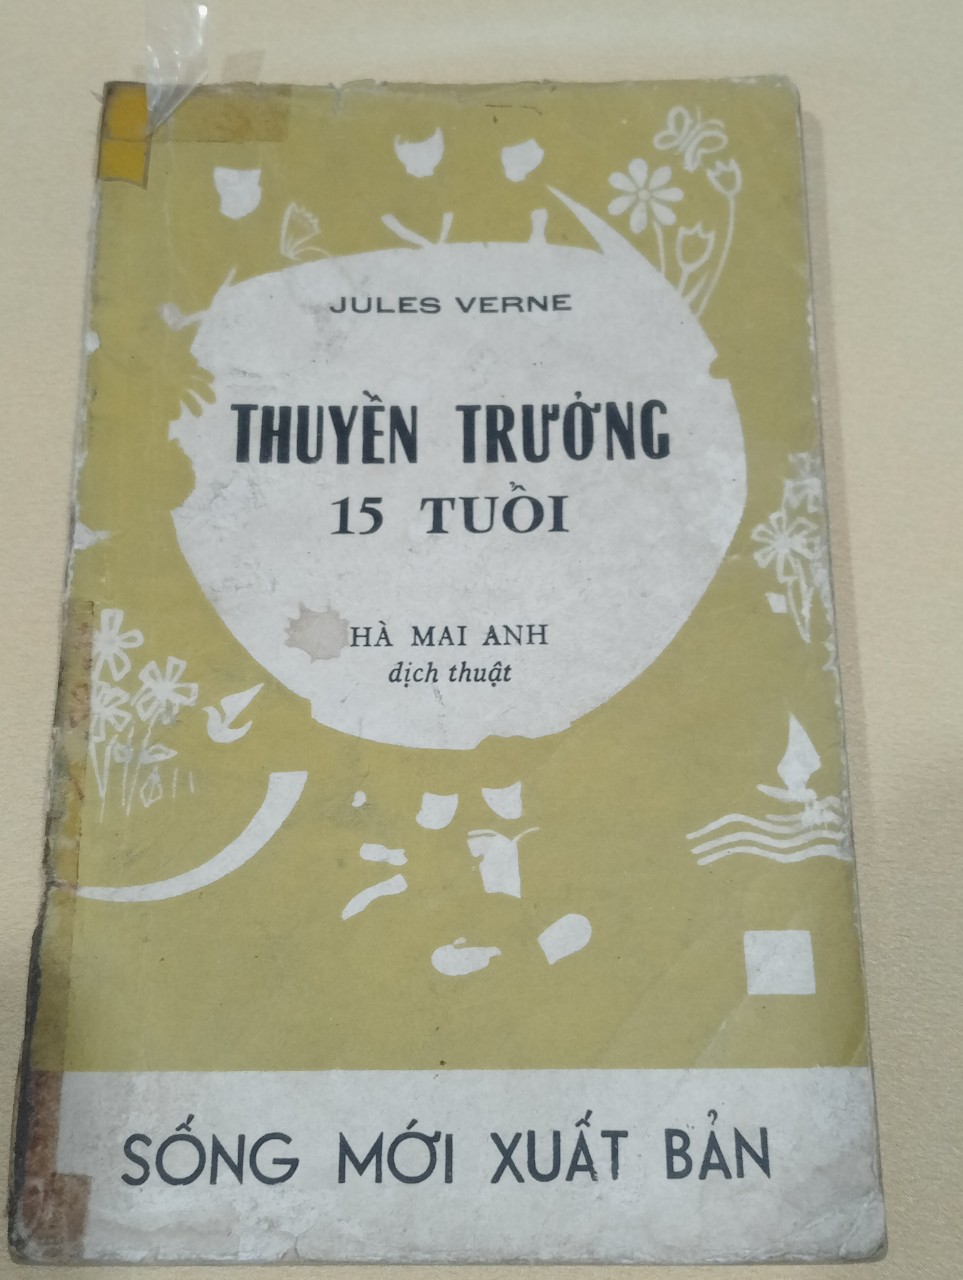 JULES VERNE
THUYỀN TRƯỞNG
15 TUỔI
HÀ MAI ANH
dịch thuật
SỐNG MỚI XUẤT BẢN